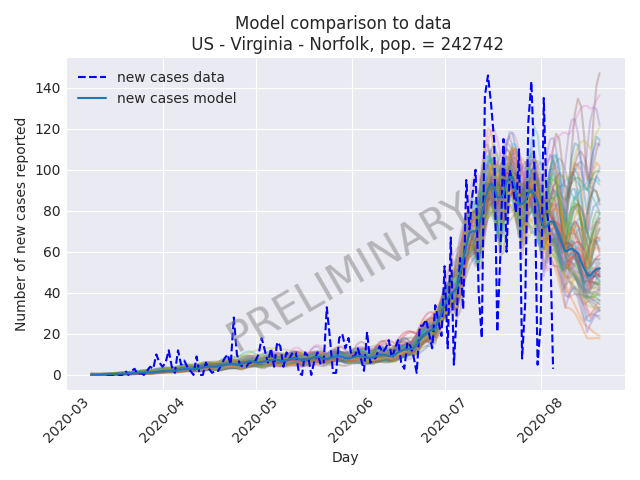 Model comparison to data
US - Virginia - Norfolk, pop. = 242742
new cases data
new cases model
Number of new cases reported
140
120
100
80
60
40
20
0
PRELIMINARY
2020-03
2020-04
2020-05
2020-06
2020-07
2020-08
Day